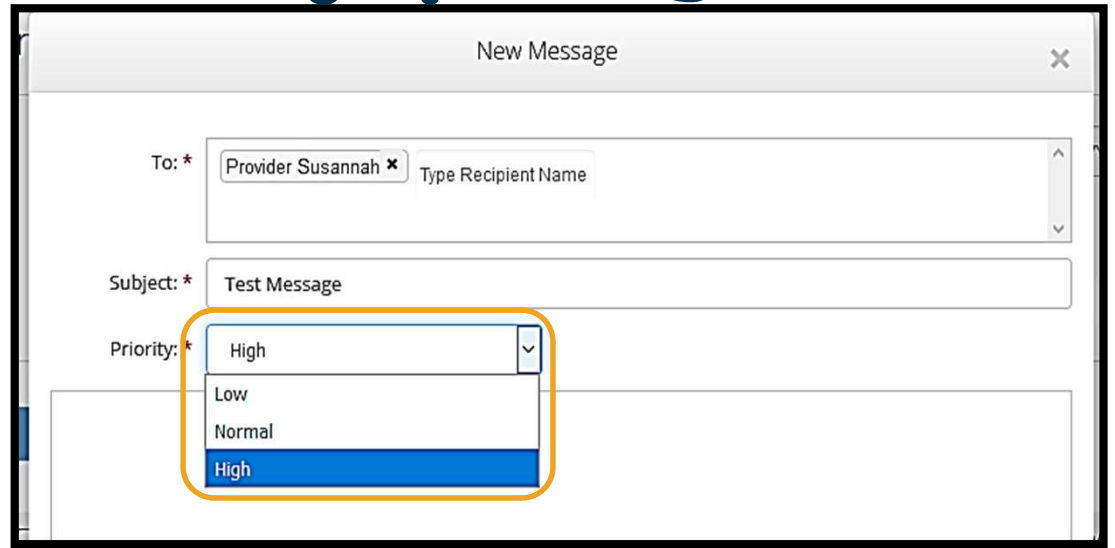 New Message ×
To: * Provider Susannah × Type Recipient Name
Subject: * Test Message
Priority: * High
Low
Normal
High